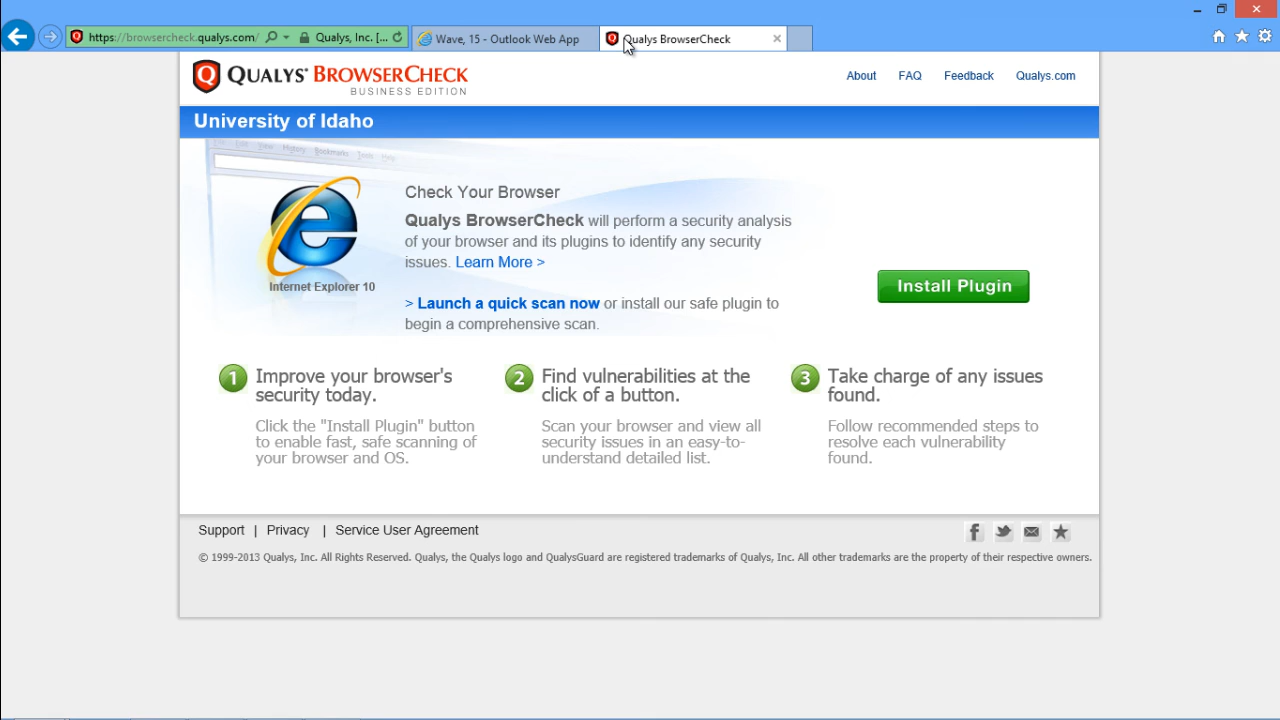 https://browsercheck.qualys.com/ Qualys, Inc. [... Wave, 15 - Outlook Web App Qualys BrowserCheck
QUALYS® BROWSERCHECK
BUSINESS EDITION
About FAQ Feedback Qualys.com
University of Idaho
Edit View History Bookmarks Tools Help
Check Your Browser
Qualys BrowserCheck will perform a security analysis
of your browser and its plugins to identify any security
issues. Learn More >
Internet Explorer 10
> Launch a quick scan now or install our safe plugin to
begin a comprehensive scan.
Install Plugin
1 Improve your browser's
security today.
Click the "Install Plugin" button
to enable fast, safe scanning of
your browser and OS.
2 Find vulnerabilities at the
click of a button.
Scan your browser and view all
security issues in an easy-to-
understand detailed list.
3 Take charge of any issues
found.
Follow recommended steps to
resolve each vulnerability
found.
Support | Privacy | Service User Agreement
© 1999-2013 Qualys, Inc. All Rights Reserved. Qualys, the Qualys logo and QualysGuard are registered trademarks of Qualys, Inc. All other trademarks are the property of their respective owners.